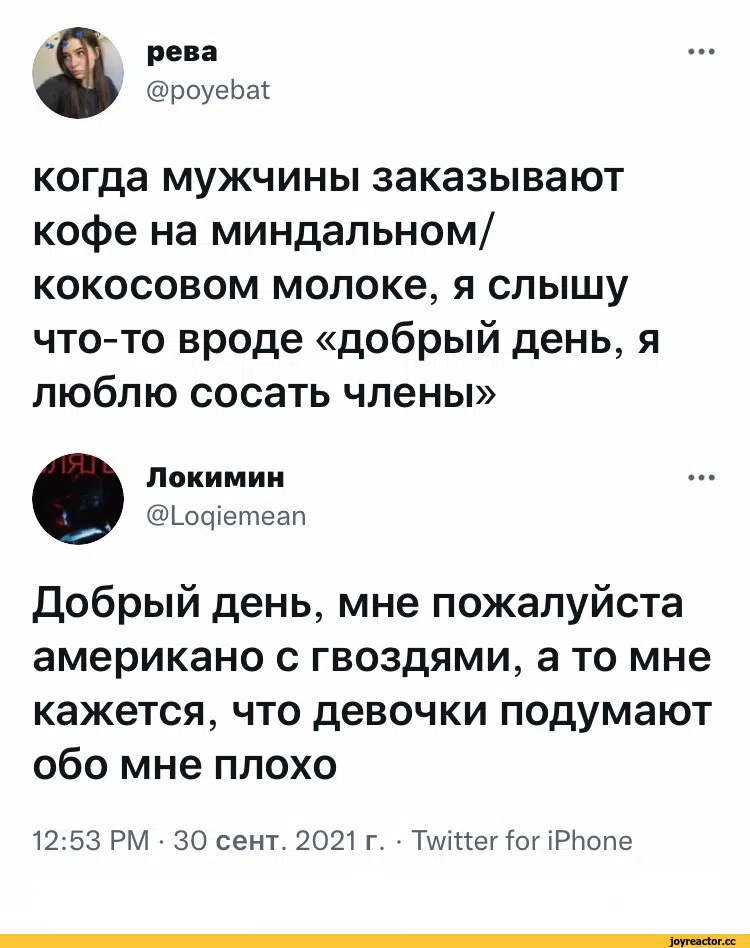 рева
@poyebat
когда мужчины заказывают
кофе на миндальном/
кокосовом молоке, я слышу
что-то вроде «добрый день, я
люблю сосать члены»
Локимин
@Loqiemean
Добрый день, мне пожалуйста
американо с гвоздями, а то мне
кажется, что девочки подумают
обо мне плохо
12:53 PM · 30 сент. 2021 г. · Twitter for iPhone
joyreactor.cc